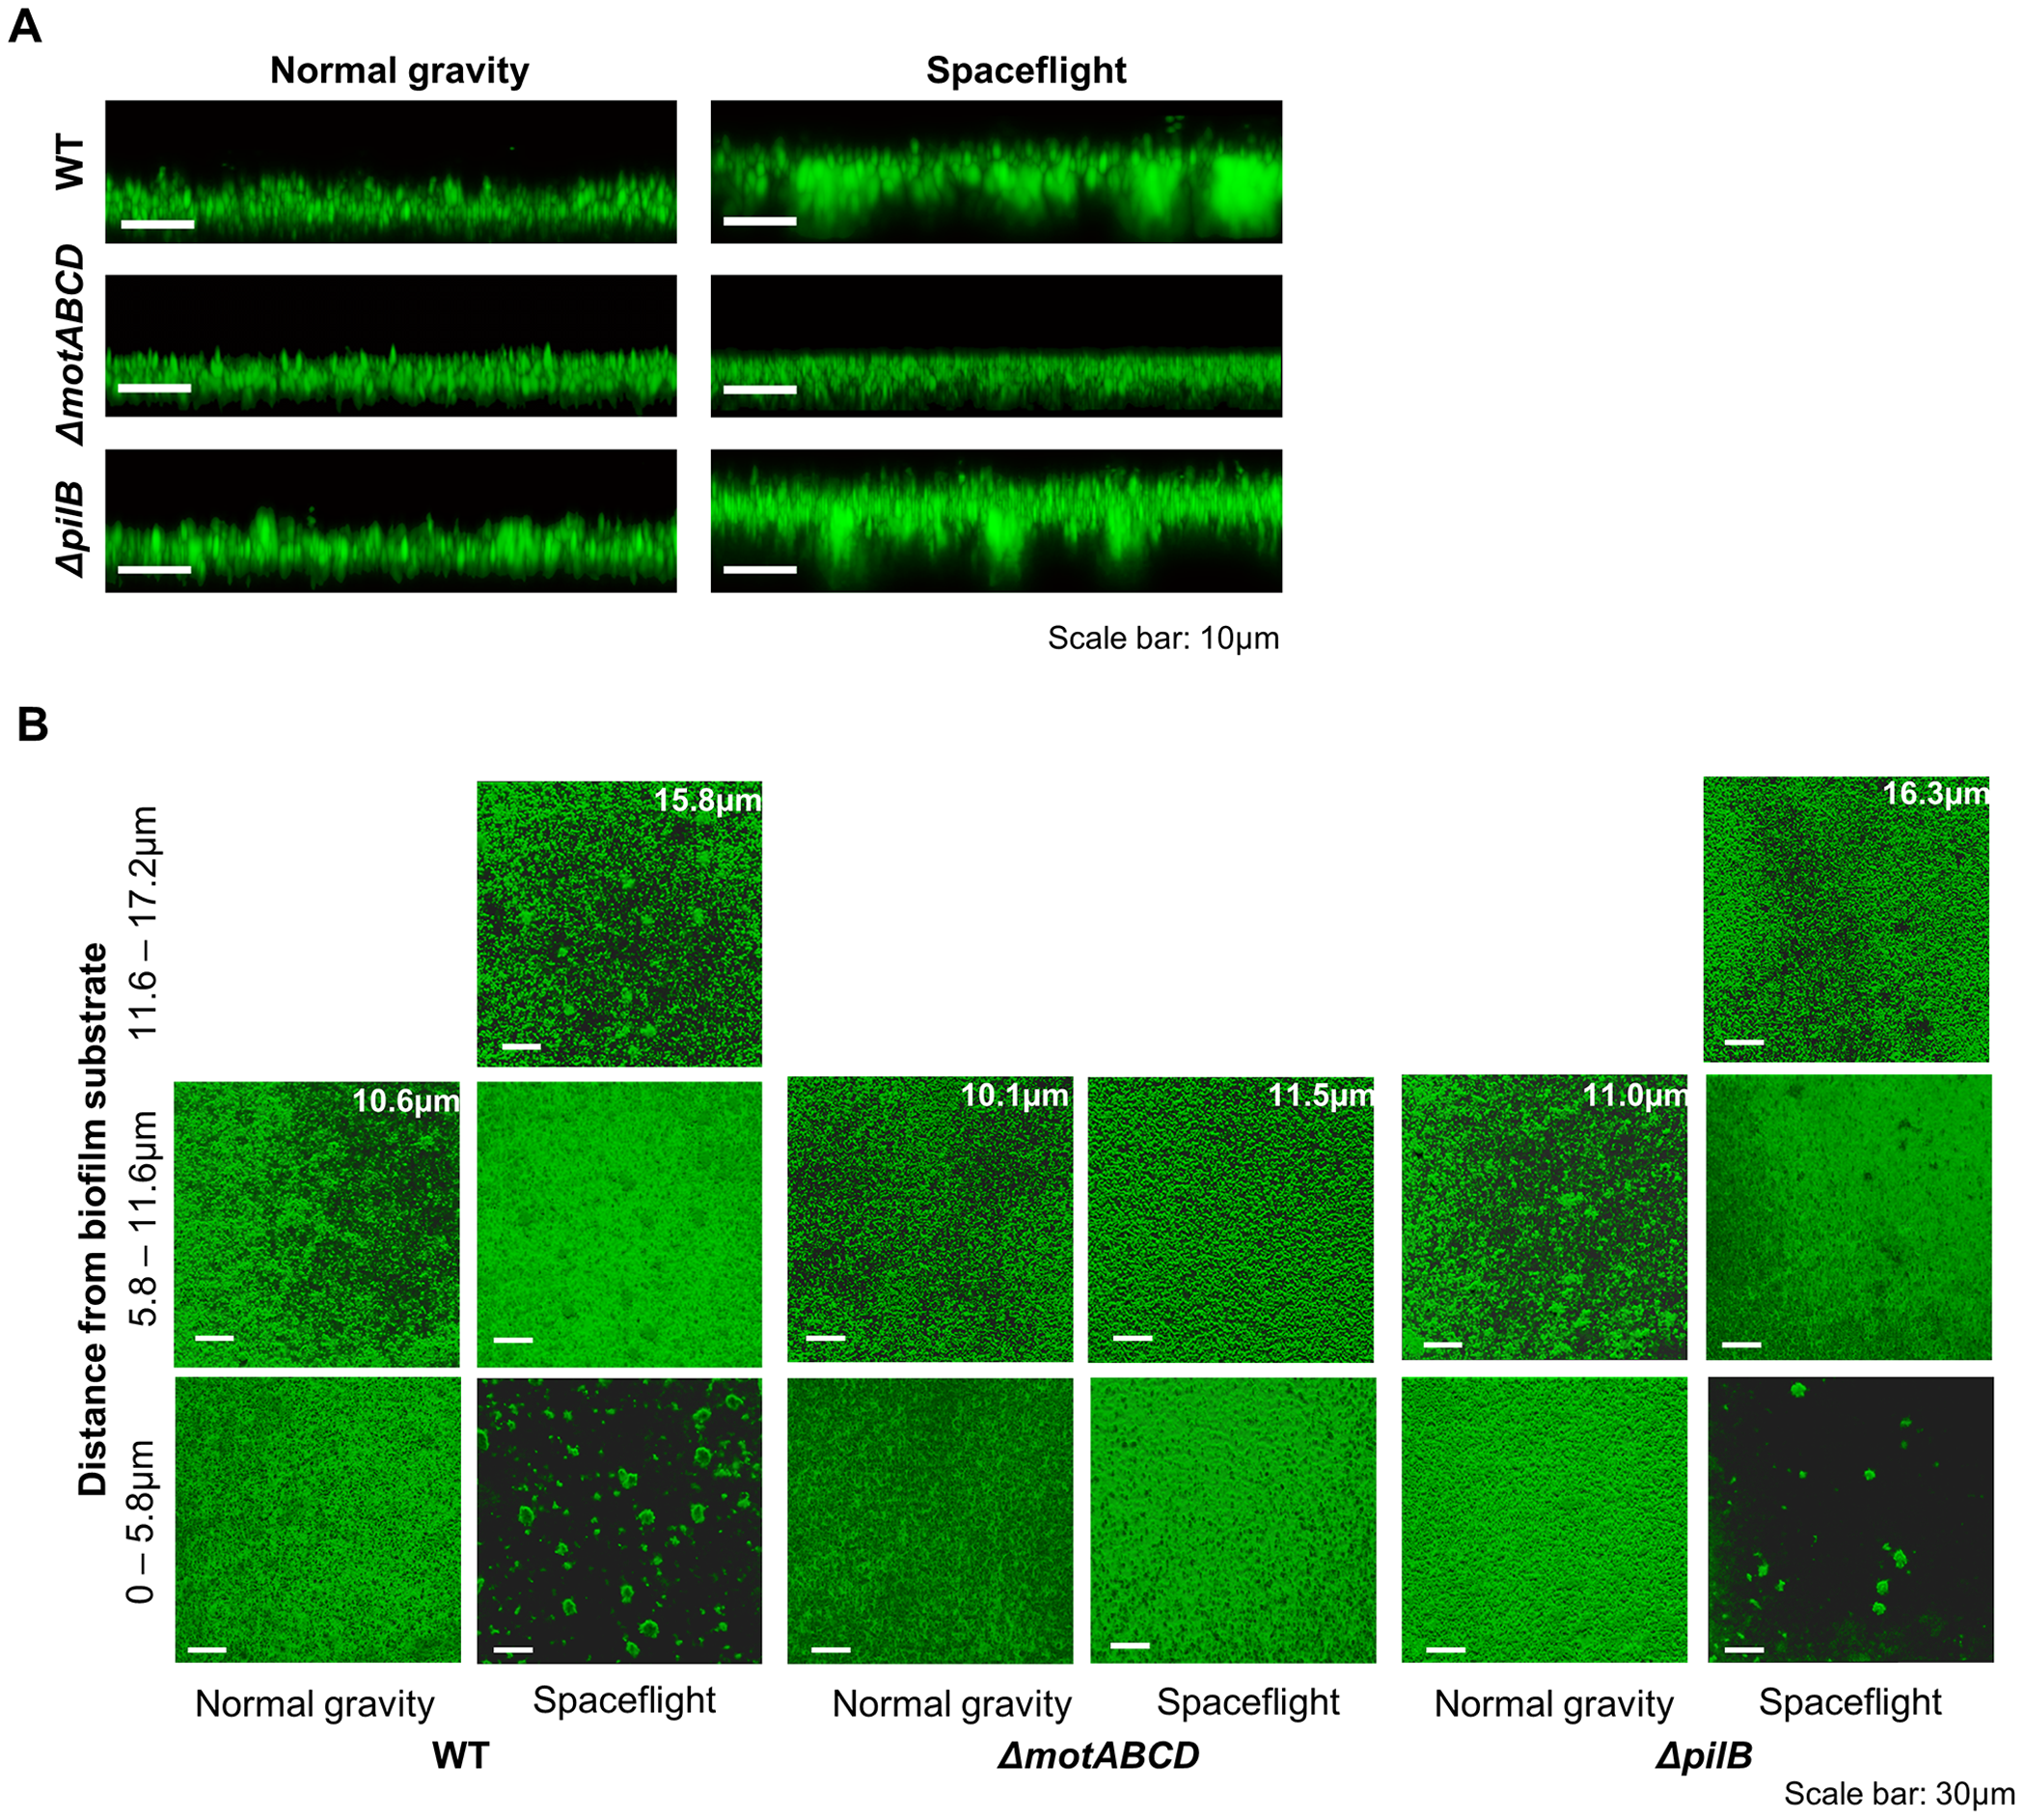 A
Normal gravity
Spaceflight
WT
ΔmotABCD
ΔpilB
Scale bar: 10µm
B
Distance from biofilm substrate
11.6 – 17.2µm
15.8µm
16.3µm
5.8 – 11.6µm
10.6µm
10.1µm
11.5µm
11.0µm
0 – 5.8µm
Normal gravity
Spaceflight
Normal gravity
Spaceflight
Normal gravity
Spaceflight
WT
ΔmotABCD
ΔpilB
Scale bar: 30µm